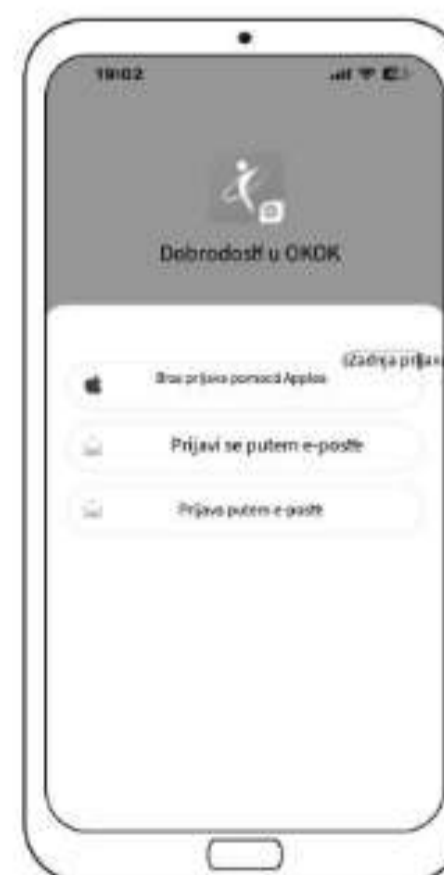 19:02
Dobrodošli u OKOK
(Zadnja prijava
Brza prijava pomoću Applea
Prijavi se putem e-pošte
Prijava putem e-pošte